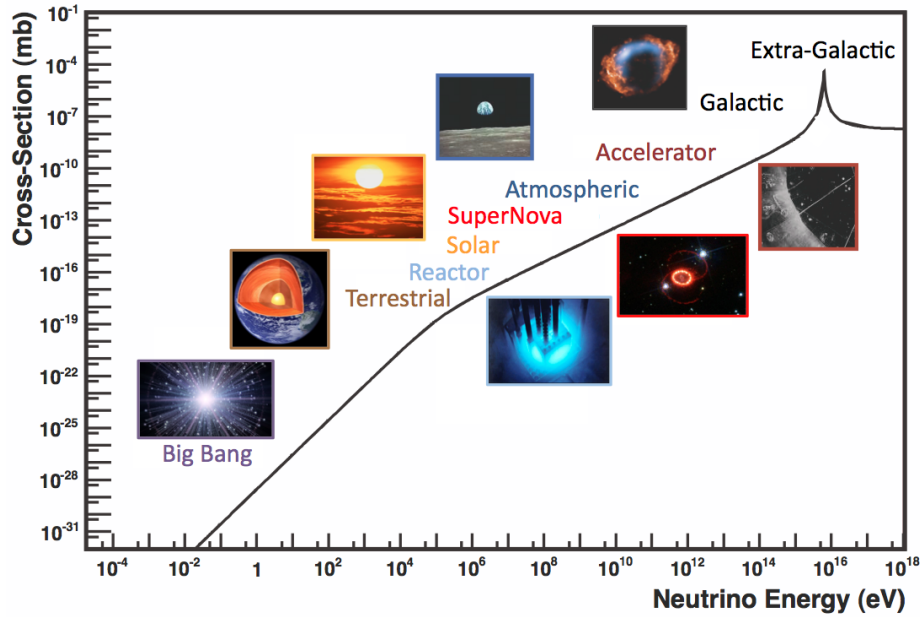 Cross-Section (mb)
10⁻¹
10⁻⁴
10⁻⁷
10⁻¹⁰
10⁻¹³
10⁻¹⁶
10⁻¹⁹
10⁻²²
10⁻²⁵
10⁻²⁸
10⁻³¹
Extra-Galactic
Galactic
Accelerator
Atmospheric
SuperNova
Solar
Reactor
Terrestrial
Big Bang
10⁻⁴ 10⁻² 1 10² 10⁴ 10⁶ 10⁸ 10¹⁰ 10¹² 10¹⁴ 10¹⁶ 10¹⁸
Neutrino Energy (eV)